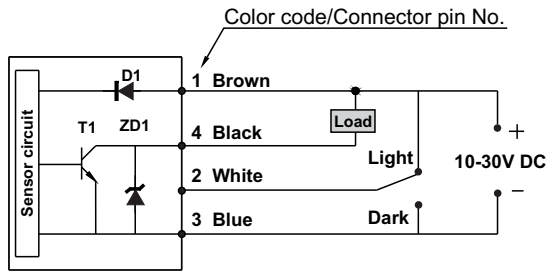 Color code/Connector pin No.
D1
1 Brown
T1 ZD1
4 Black
Load
Sensor circuit
2 White
Light
+
10-30V DC
−
3 Blue
Dark